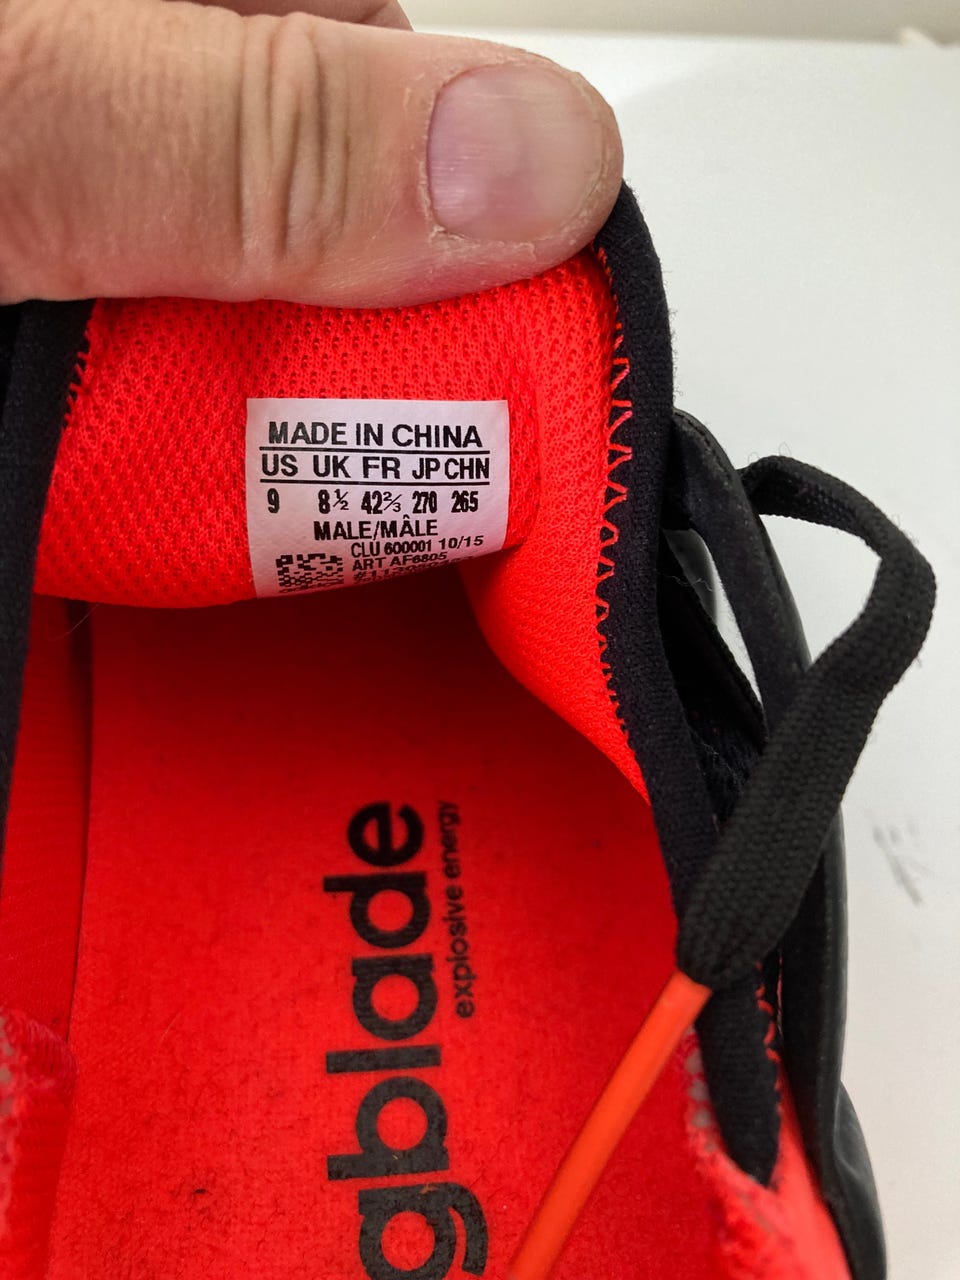 MADE IN CHINA
US UK FR JP CHN
9 8½ 42⅔ 270 265
MALE/MÂLE
CLU 600001 10/15
ART AF6805
gblade
explosive energy